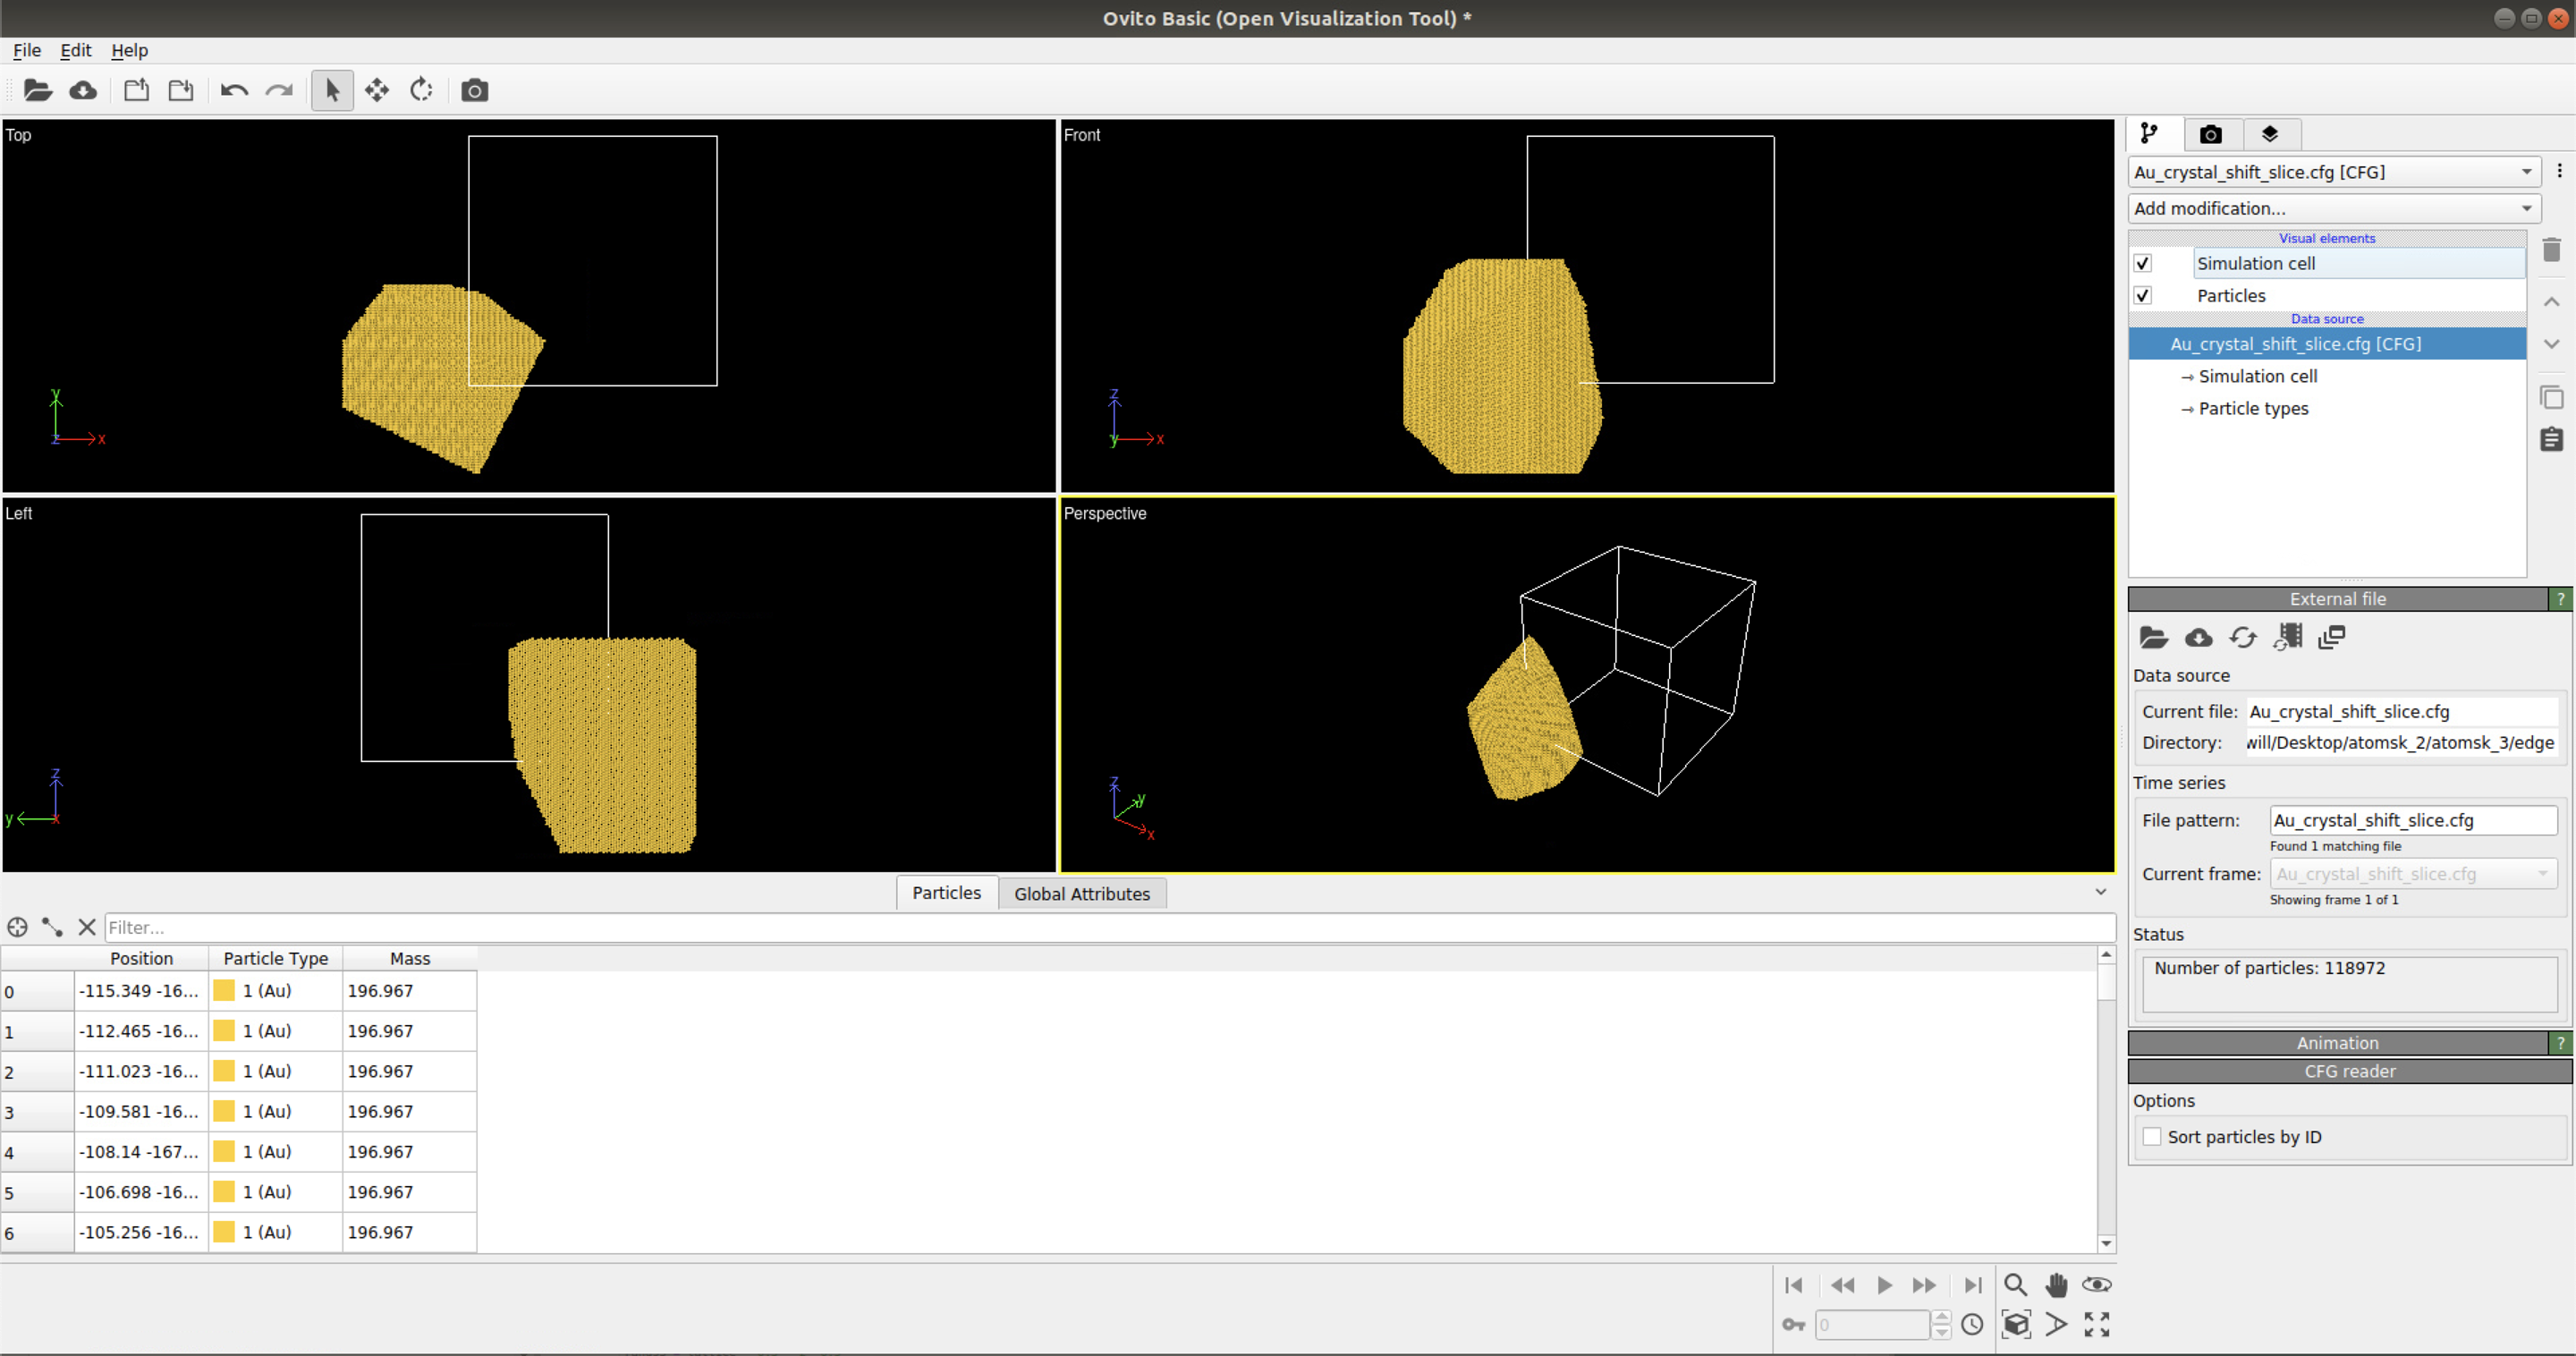 Ovito Basic (Open Visualization Tool) *
File Edit Help
Top
Front
y
z
x
z
y
x
Left
Perspective
z
y
x
z
y
x
Au_crystal_shift_slice.cfg [CFG]
Add modification...
Visual elements
Simulation cell
Particles
Data source
Au_crystal_shift_slice.cfg [CFG]
→ Simulation cell
→ Particle types
External file ?
Data source
Current file: Au_crystal_shift_slice.cfg
Directory: will/Desktop/atomsk_2/atomsk_3/edge
Time series
File pattern: Au_crystal_shift_slice.cfg
Found 1 matching file
Current frame: Au_crystal_shift_slice.cfg
Showing frame 1 of 1
Status
Number of particles: 118972
Animation ?
CFG reader
Options
Sort particles by ID
Particles Global Attributes
Filter...
Position Particle Type Mass
0 -115.349 -16... 1 (Au) 196.967
1 -112.465 -16... 1 (Au) 196.967
2 -111.023 -16... 1 (Au) 196.967
3 -109.581 -16... 1 (Au) 196.967
4 -108.14 -167... 1 (Au) 196.967
5 -106.698 -16... 1 (Au) 196.967
6 -105.256 -16... 1 (Au) 196.967
0